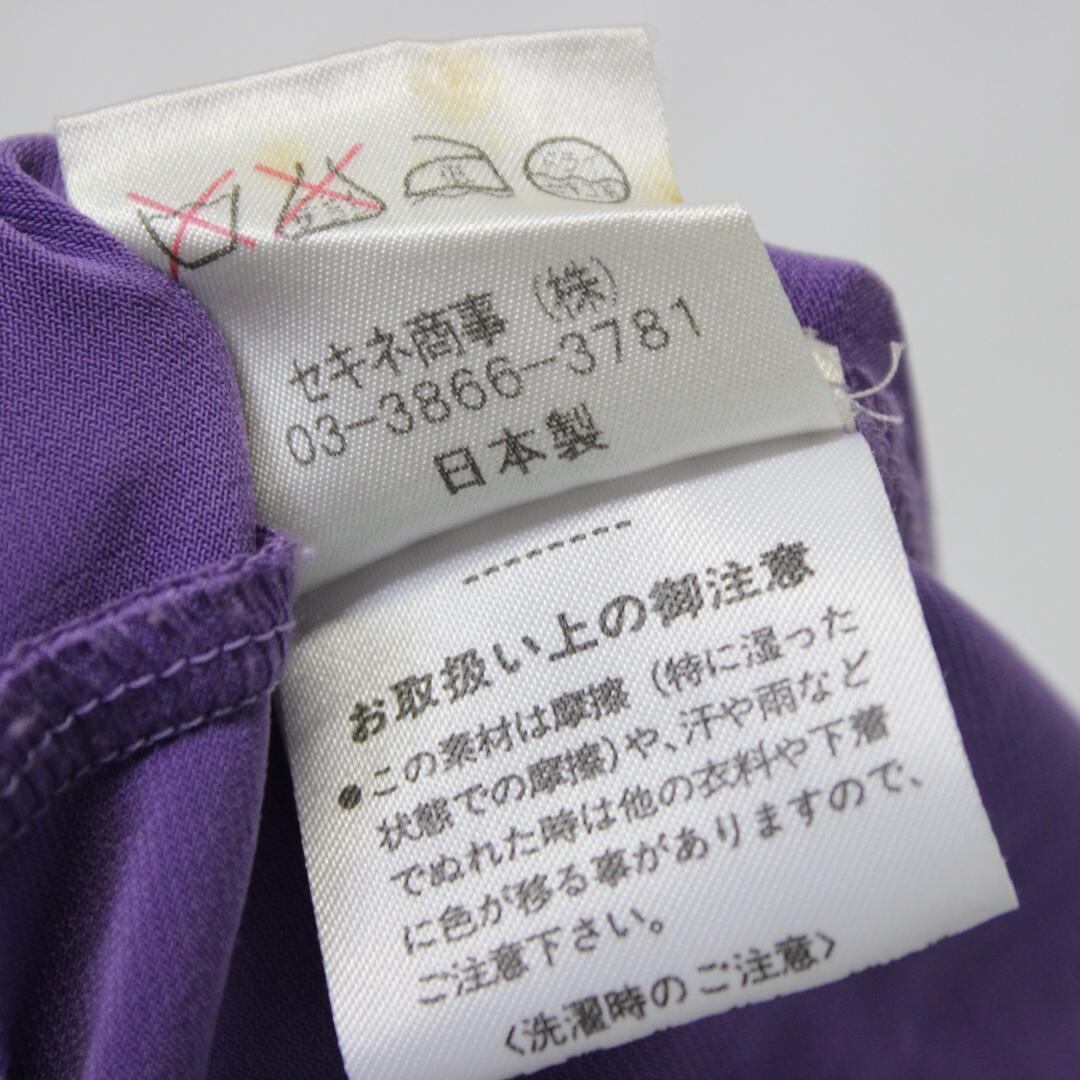 セキネ商事(株)
03-3866-3781
日本製
--------
お取扱い上の御注意
●この素材は摩擦(特に湿った
状態での摩擦)や、汗や雨など
でぬれた時は他の衣料や下着
に色が移る事がありますので、
ご注意下さい。
<洗濯時のご注意>